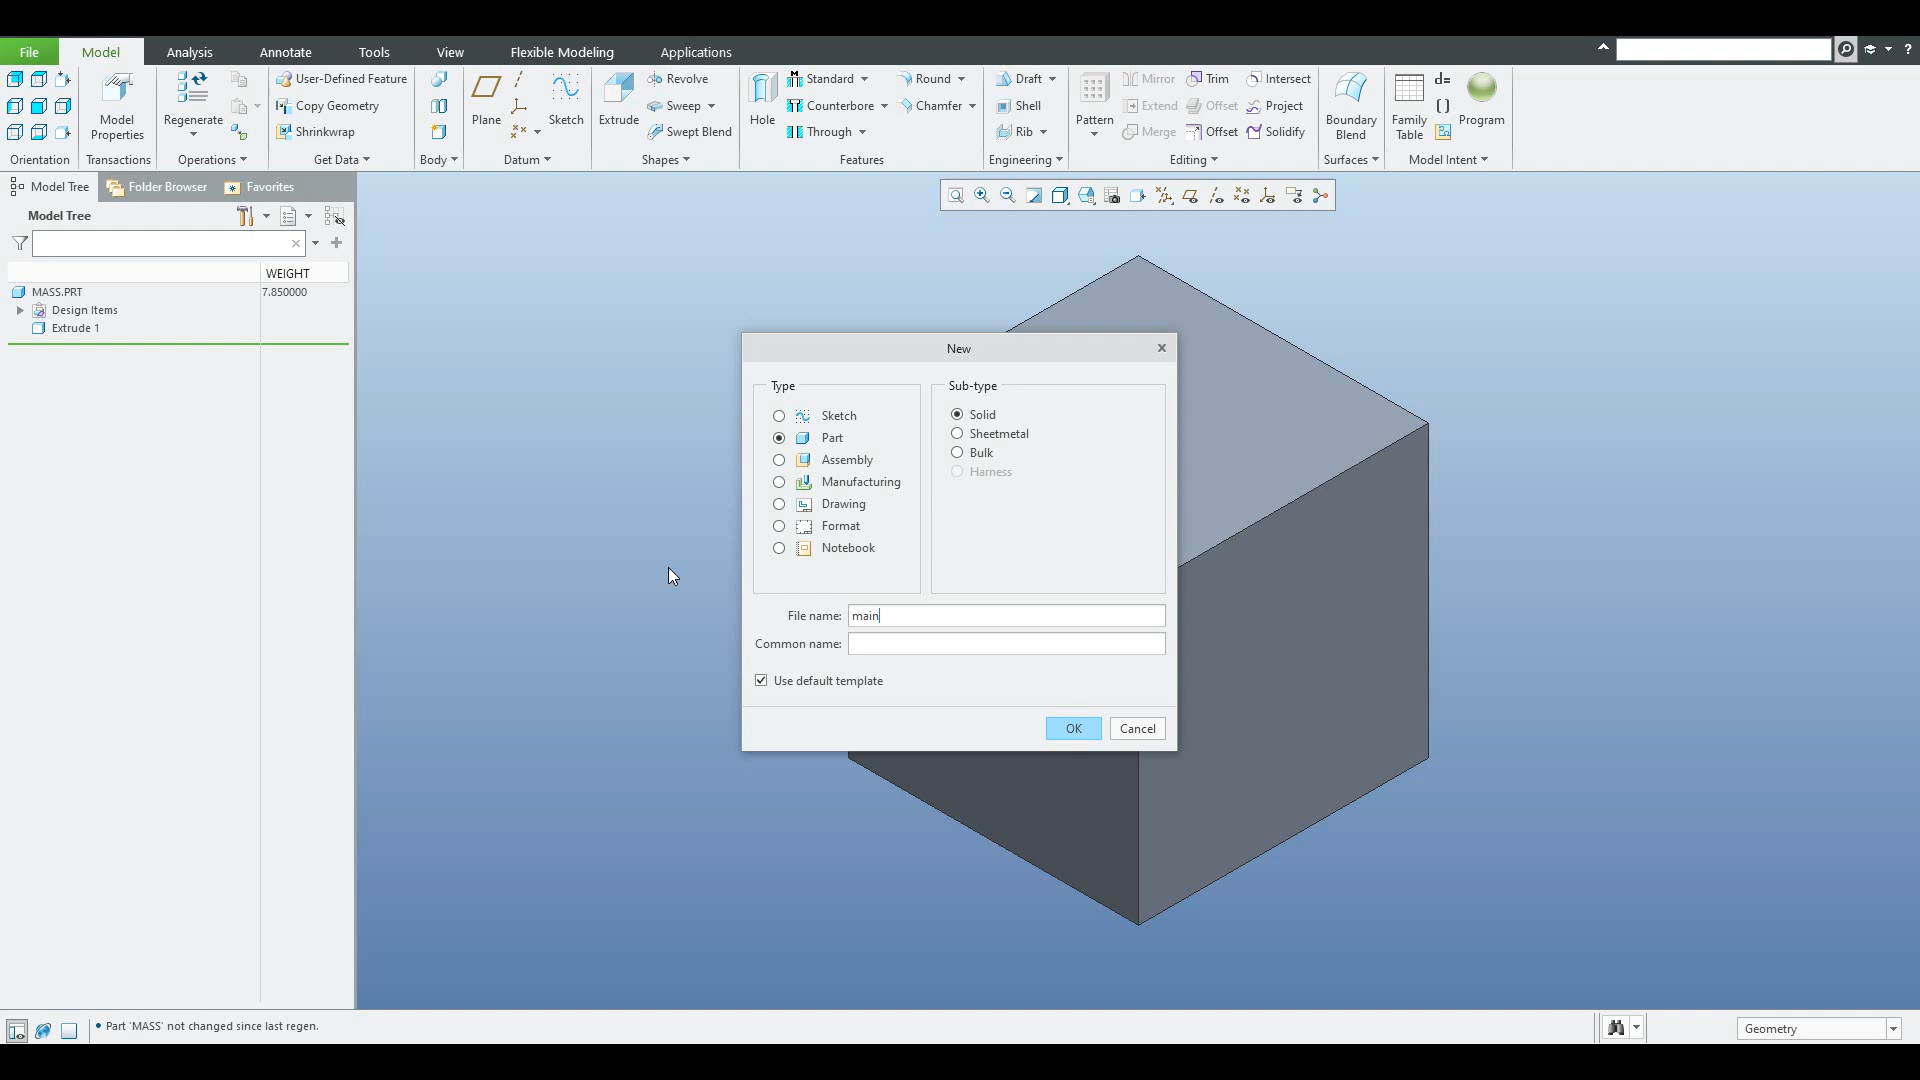 File Model Analysis Annotate Tools View Flexible Modeling Applications
?
User-Defined Feature Revolve Standard Round Draft Mirror Trim Intersect d=
Copy Geometry Sweep Counterbore Chamfer Shell Extend Offset Project
Model Properties Regenerate Plane Sketch Extrude Hole Pattern Boundary Blend Family Table Program
Shrinkwrap Swept Blend Through Rib Merge Offset Solidify
Orientation Transactions Operations Get Data Body Datum Shapes Features Engineering Editing Surfaces Model Intent
Model Tree Folder Browser Favorites
Model Tree
WEIGHT
MASS.PRT 7.850000
Design Items
Extrude 1
New
Type Sub-type
Sketch
Part
Assembly
Manufacturing
Drawing
Format
Notebook
Solid
Sheetmetal
Bulk
Harness
File name: main
Common name:
Use default template
OK Cancel
• Part 'MASS' not changed since last regen.
Geometry